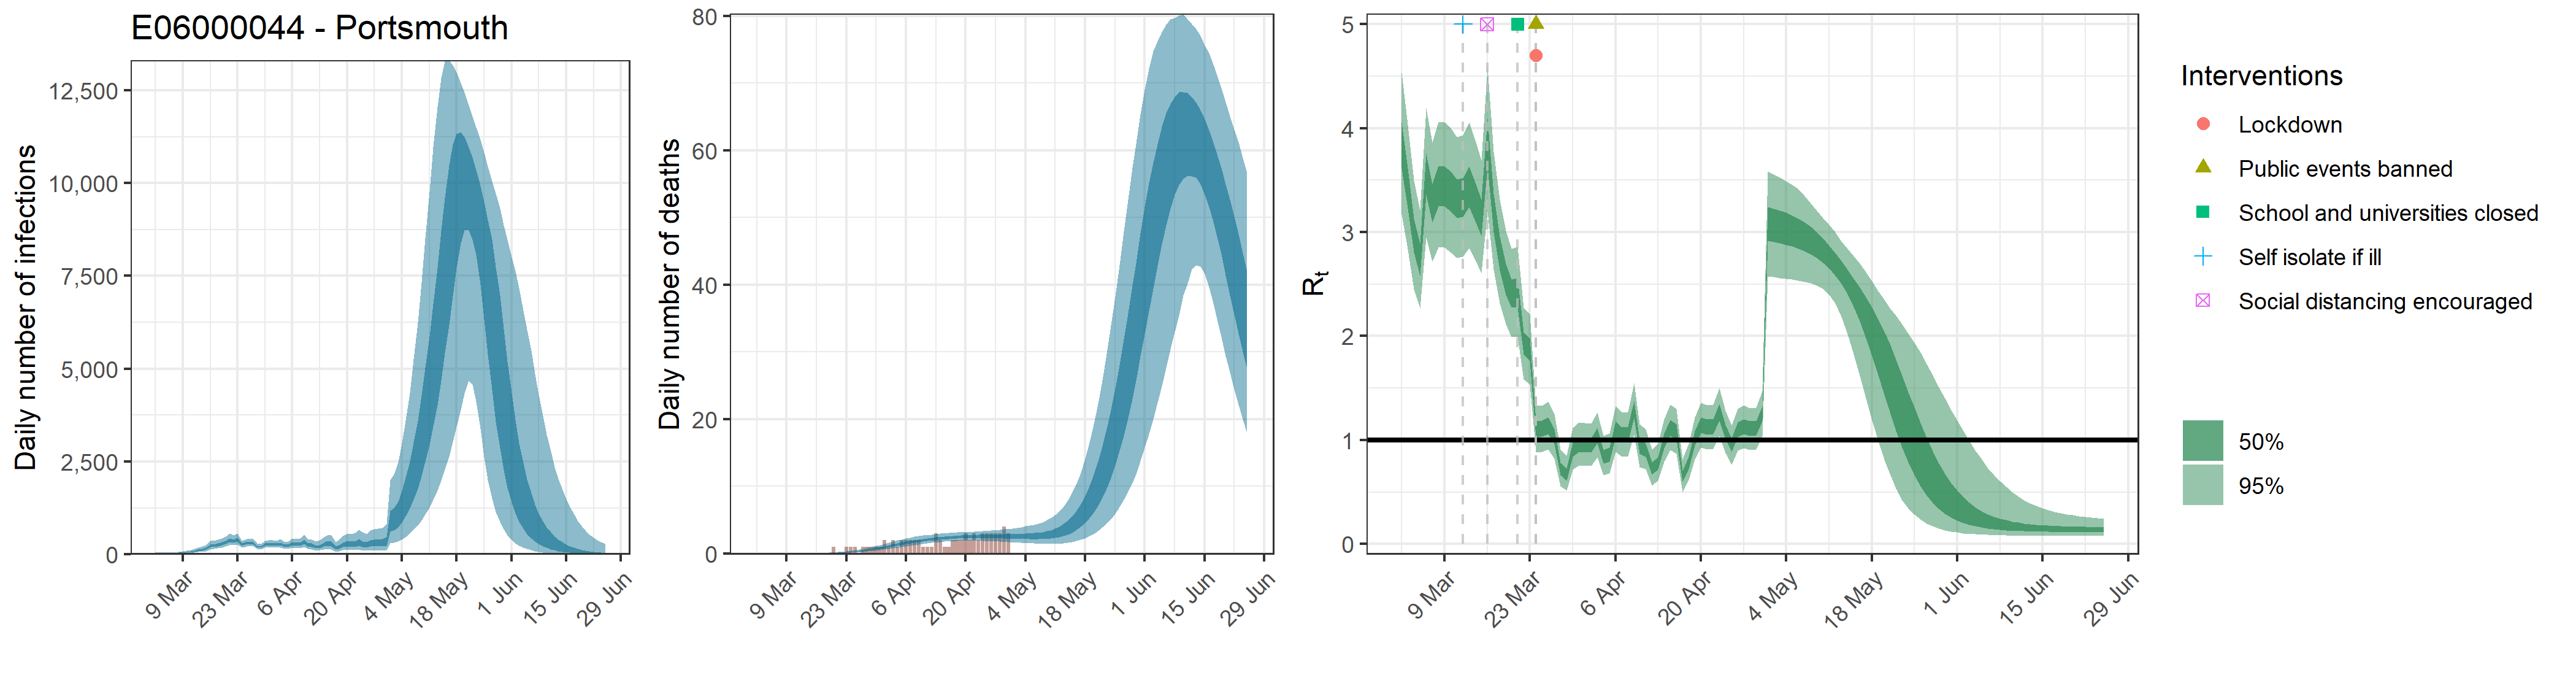 E06000044 - Portsmouth
Daily number of infections
12,500
10,000
7,500
5,000
2,500
0
9 Mar
23 Mar
6 Apr
20 Apr
4 May
18 May
1 Jun
15 Jun
29 Jun
Daily number of deaths
80
60
40
20
0
9 Mar
23 Mar
6 Apr
20 Apr
4 May
18 May
1 Jun
15 Jun
29 Jun
Rt
5
4
3
2
1
0
9 Mar
23 Mar
6 Apr
20 Apr
4 May
18 May
1 Jun
15 Jun
29 Jun
Interventions
Lockdown
Public events banned
School and universities closed
Self isolate if ill
Social distancing encouraged
50%
95%